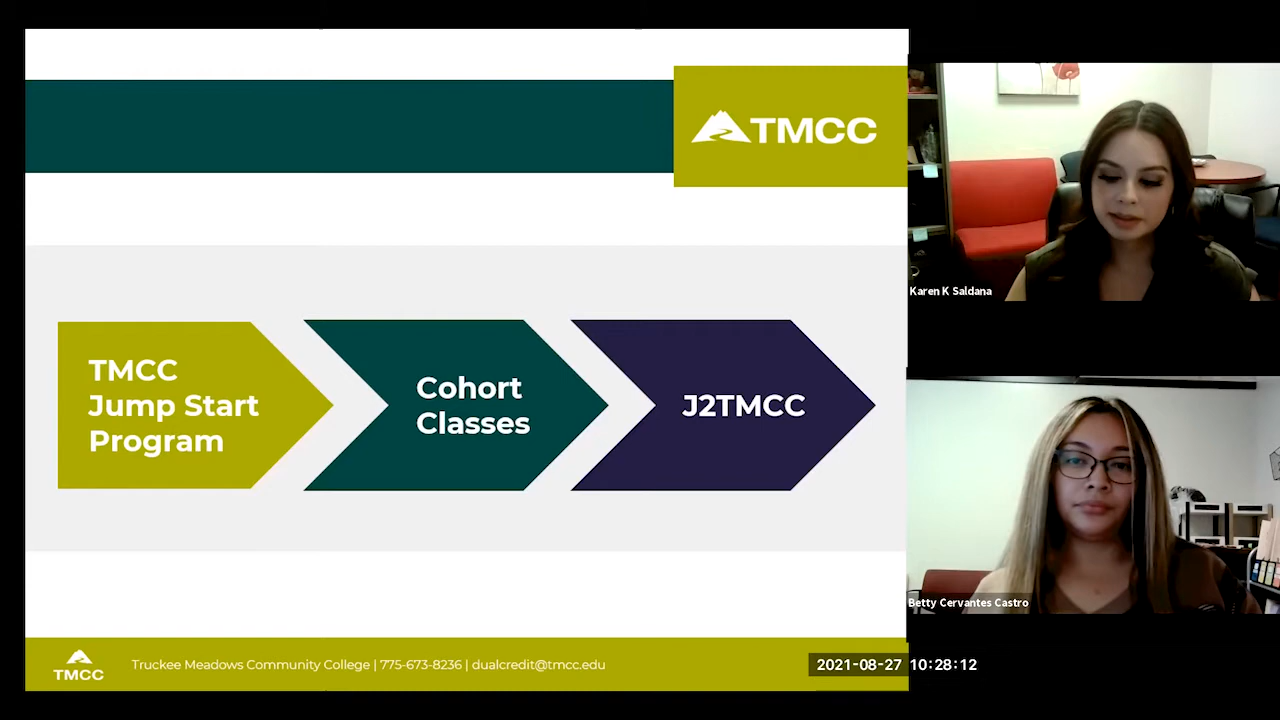 TMCC
TMCC
Jump Start
Program
Cohort
Classes
J2TMCC
Karen K Saldana
Betty Cervantes Castro
TMCC
Truckee Meadows Community College | 775-673-8236 | dualcredit@tmcc.edu
2021-08-27 10:28:12